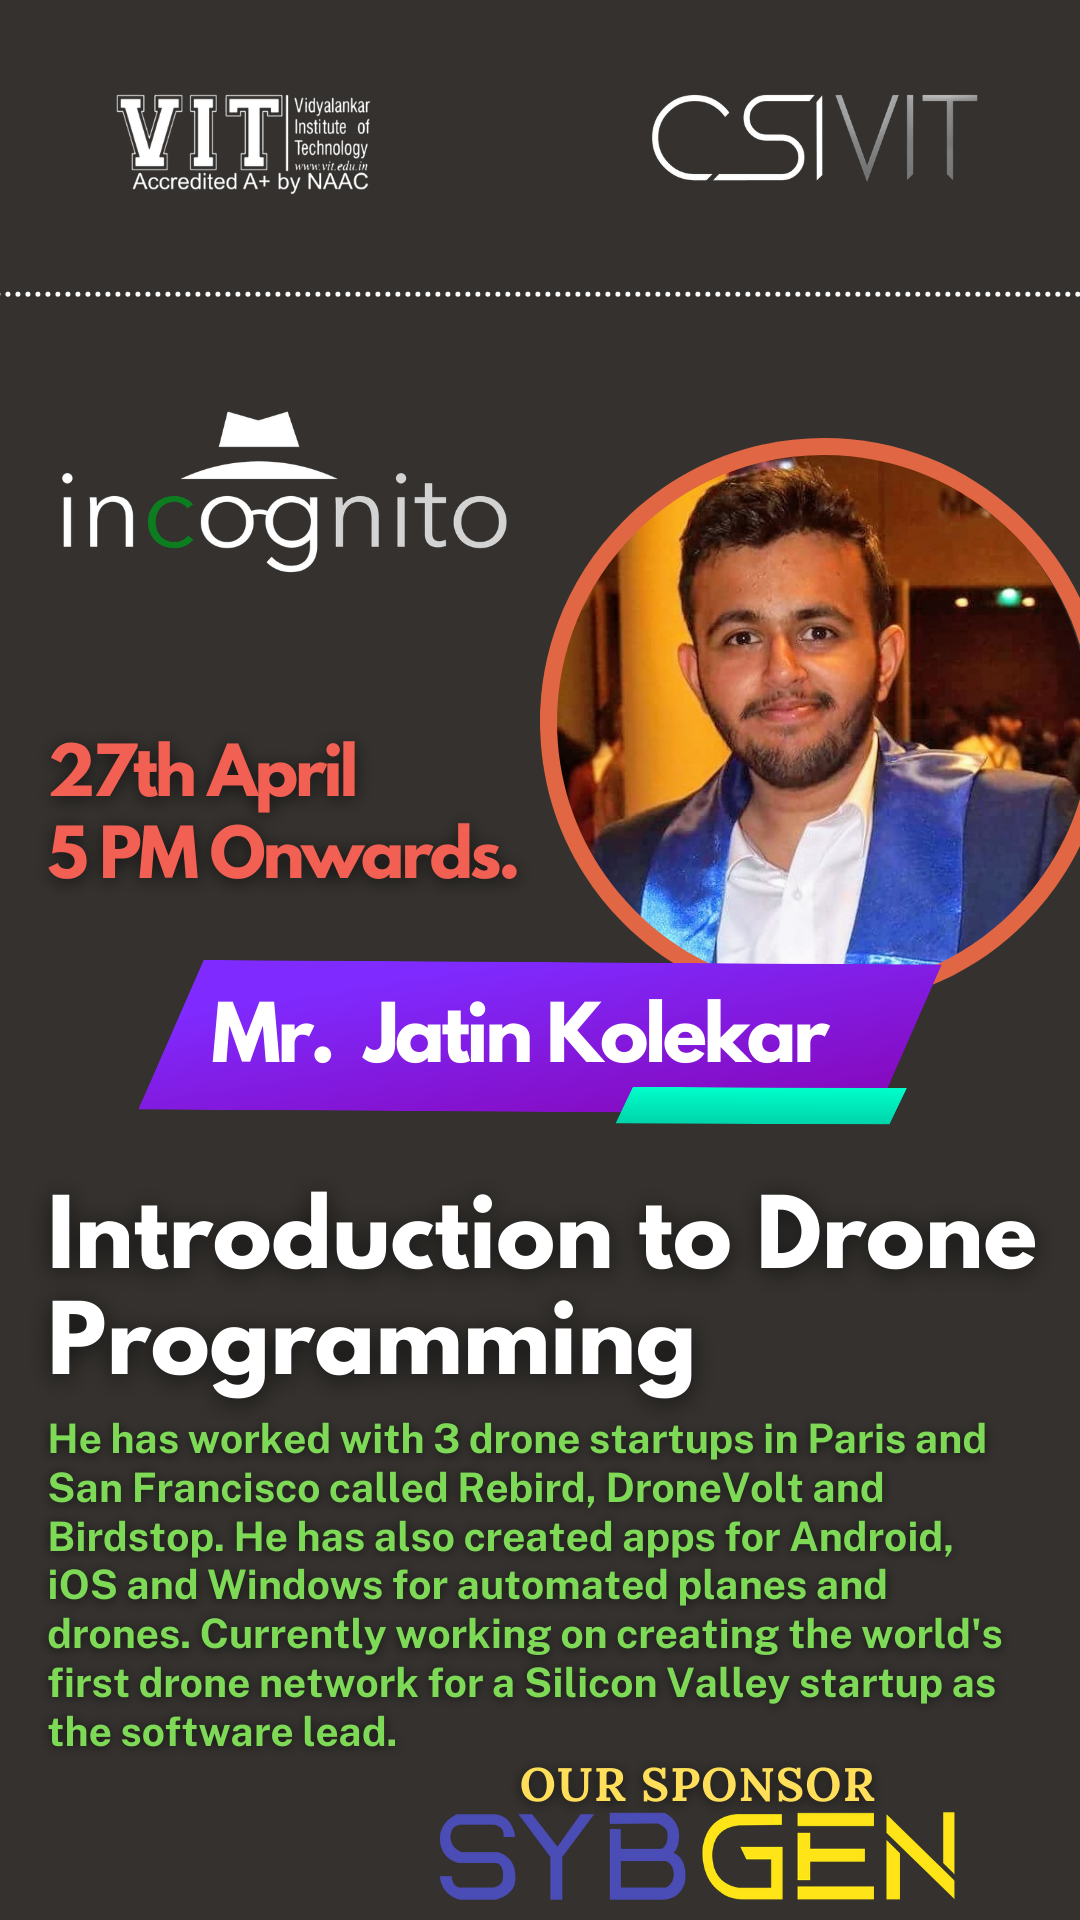 VIT
Vidyalankar
Institute of
Technology
www.vit.edu.in
Accredited A+ by NAAC
CSIVIT
incognito
27th April
5 PM Onwards.
Mr. Jatin Kolekar
Introduction to Drone
Programming
He has worked with 3 drone startups in Paris and
San Francisco called Rebird, DroneVolt and
Birdstop. He has also created apps for Android,
iOS and Windows for automated planes and
drones. Currently working on creating the world's
first drone network for a Silicon Valley startup as
the software lead.
OUR SPONSOR
SYBGEN